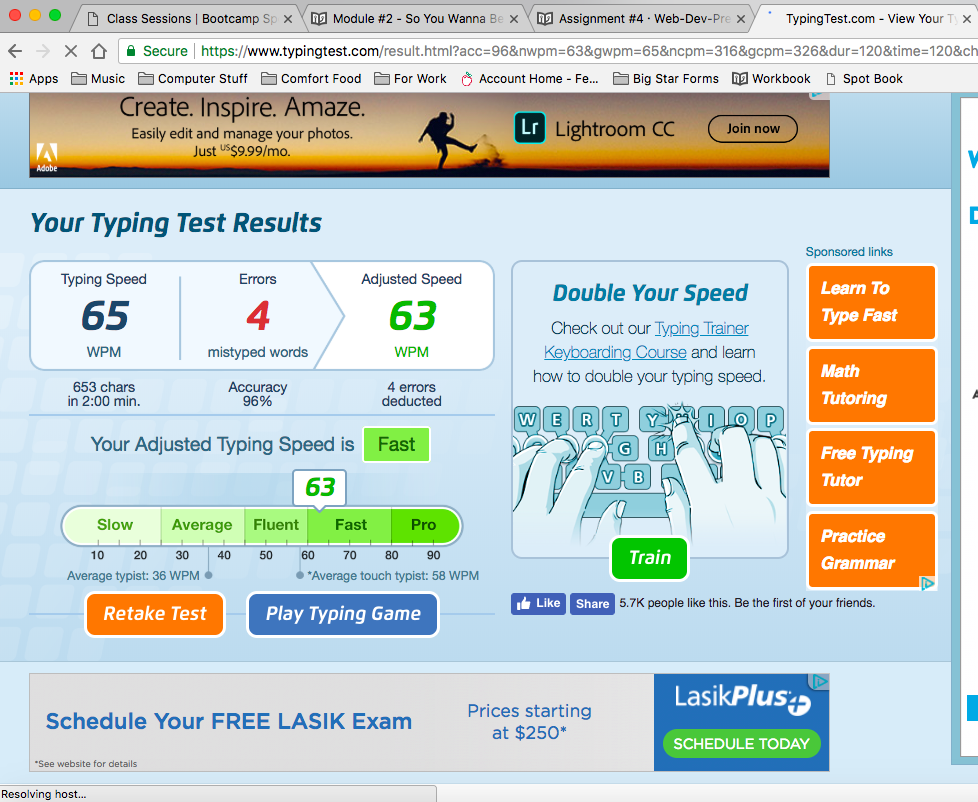 Class Sessions | Bootcamp Sp
Module #2 - So You Wanna Be
Assignment #4 · Web-Dev-Pre
TypingTest.com - View Your Ty
Secure | https://www.typingtest.com/result.html?acc=96&nwpm=63&gwpm=65&ncpm=316&gcpm=326&dur=120&time=120&ch
Apps Music Computer Stuff Comfort Food For Work Account Home - Fe... Big Star Forms Workbook Spot Book
Create. Inspire. Amaze.
Easily edit and manage your photos.
Just US$9.99/mo.
Adobe
Lr Lightroom CC
Join now
Your Typing Test Results
Typing Speed
65
WPM
653 chars
in 2:00 min.
Errors
4
mistyped words
Accuracy
96%
Adjusted Speed
63
WPM
4 errors
deducted
Your Adjusted Typing Speed is Fast
63
Slow Average Fluent Fast Pro
10 20 30 40 50 60 70 80 90
Average typist: 36 WPM
*Average touch typist: 58 WPM
Retake Test
Play Typing Game
Double Your Speed
Check out our Typing Trainer
Keyboarding Course and learn
how to double your typing speed.
W E R T Y I O P
G H
V B
Train
Like Share 5.7K people like this. Be the first of your friends.
Sponsored links
Learn To
Type Fast
Math
Tutoring
Free Typing
Tutor
Practice
Grammar
Schedule Your FREE LASIK Exam
*See website for details
Prices starting
at $250*
LasikPlus
SCHEDULE TODAY
Resolving host...